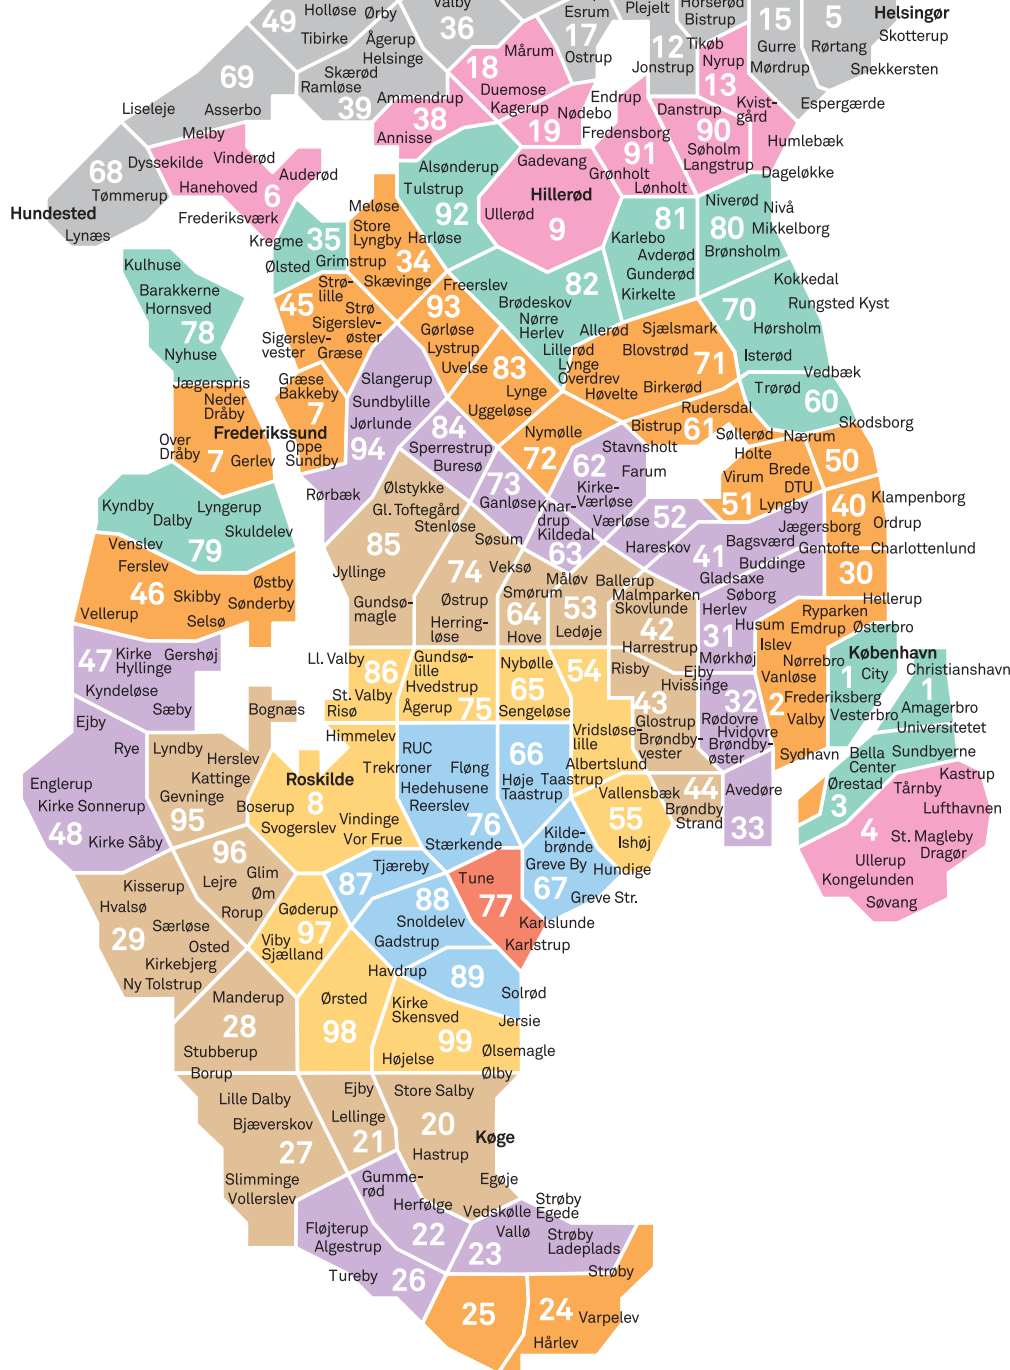 Holløse
Ørby
Valby
Esrum
Plejelt
Horserød
Bistrup
49
36
17
15
5
Helsingør
Skotterup
Tibirke
Ågerup
Helsinge
Mårum
Ostrup
12
Tikøb
Nyrup
Gurre
Mørdrup
Rørtang
Snekkersten
69
Skærød
Ramløse
39
18
Duemose
Kagerup
Jonstrup
13
Liseleje
Asserbo
Ammendrup
38
Annisse
Nødebo
19
Endrup
Danstrup
Kvist-
gård
Espergærde
Melby
Fredensborg
90
Humlebæk
68
Dyssekilde
Vinderød
Auderød
Alsønderup
Gadevang
91
Grønholt
Søholm
Langstrup
Dageløkke
Tømmerup
Hanehoved
6
Tulstrup
Hillerød
Lønholt
Hundested
Lynæs
Frederiksværk
Meløse
92
Ullerød
9
81
Niverød
Nivå
Mikkelborg
Kregme
35
Store
Lyngby
Harløse
Karlebo
Avderød
Gunderød
Kirkelte
80
Brønsholm
Kulhuse
Ølsted
Grimstrup
34
Skævinge
Freerslev
82
Kokkedal
Barakkerne
Hornsved
45
Strø-
lille
Strø
93
Brødeskov
Nørre
Herlev
70
Rungsted Kyst
78
Nyhuse
Sigerslev-
øster
Sigerslev-
vester
Græse
Gørløse
Lystrup
Allerød
Sjælsmark
Hørsholm
Uvelse
83
Lillerød
Lynge
Overdrev
Blovstrød
71
Isterød
Jægerspris
Græse
Bakkeby
Slangerup
Lynge
Høvelte
Birkerød
Trørød
Vedbæk
60
Neder
Dråby
7
Sundbylille
Uggeløse
Rudersdal
Frederikssund
Jørlunde
84
Nymølle
Bistrup
61
Søllerød
Skodsborg
Over
Dråby
7
Gerlev
Oppe
Sundby
94
Sperrestrup
Buresø
72
62
Stavnsholt
Nærum
Farum
Holte
50
Kyndby
Lyngerup
Dalby
Skuldelev
Rørbæk
Ølstykke
73
Ganløse
Kirke-
Værløse
Virum
Brede
DTU
51
Lyngby
40
Klampenborg
Gl. Toftegård
Stenløse
Knar-
drup
Kildedal
Værløse
52
Jægersborg
Ordrup
Venslev
79
85
Søsum
63
Hareskov
41
Bagsværd
Gentofte
Charlottenlund
Ferslev
46
Skibby
Østby
Sønderby
Jyllinge
74
Veksø
Måløv
Ballerup
Buddinge
Gladsaxe
30
Vellerup
Selsø
Gundsø-
magle
Østrup
Smørum
64
53
Malmparken
Skovlunde
Søborg
Herlev
Hellerup
Herring-
løse
Hove
Ledøje
42
31
Husum
Ryparken
Emdrup
Østerbro
47
Kirke
Hyllinge
Gershøj
Ll. Valby
86
Gundsø-
lille
Nybølle
54
Harrestrup
Mørkhøj
Islev
København
Kyndeløse
St. Valby
Hvedstrup
65
Risby
Ejby
Hvissinge
Nørrebro
Vanløse
1
City
Christianshavn
Sæby
Bognæs
Risø
Ågerup
75
Sengeløse
43
32
2
Frederiksberg
1
Ejby
Himmelev
Vridsløse-
lille
Glostrup
Rødovre
Valby
Vesterbro
Amagerbro
Universitetet
Rye
Lyndby
Herslev
RUC
66
Brøndby-
vester
Hvidovre
Brøndby-
øster
Sydhavn
Bella
Center
Sundbyerne
Englerup
Kattinge
Roskilde
Trekroner
Fløng
Høje
Taastrup
Taastrup
Albertslund
Ørestad
Kastrup
Kirke Sonnerup
Gevninge
8
Hedehusene
Reerslev
Vallensbæk
44
Avedøre
3
Tårnby
Lufthavnen
48
Kirke Såby
95
Boserup
Svogerslev
Vindinge
Vor Frue
76
Stærkende
Kilde-
brønde
55
Ishøj
Brøndby
Strand
33
4
St. Magleby
Dragør
96
Glim
Tjæreby
Greve By
Hundige
Ullerup
Kisserup
Lejre
Øm
87
Tune
67
Kongelunden
Hvalsø
Rorup
Gøderup
88
77
Greve Str.
Søvang
29
Særløse
Osted
97
Snoldelev
Karlslunde
Kirkebjerg
Viby
Sjælland
Gadstrup
Karlstrup
Ny Tolstrup
Havdrup
89
Manderup
Ørsted
Kirke
Skensved
Solrød
28
98
99
Jersie
Stubberup
Højelse
Ølsemagle
Borup
Ølby
Lille Dalby
Ejby
Store Salby
Bjæverskov
Lellinge
20
27
21
Hastrup
Køge
Slimminge
Vollerslev
Gumme-
rød
Egøje
Herfølge
Vedskølle
Strøby
Egede
Fløjterup
Algestrup
22
Vallø
23
Strøby
Ladeplads
Tureby
26
Strøby
25
24
Varpelev
Hårlev